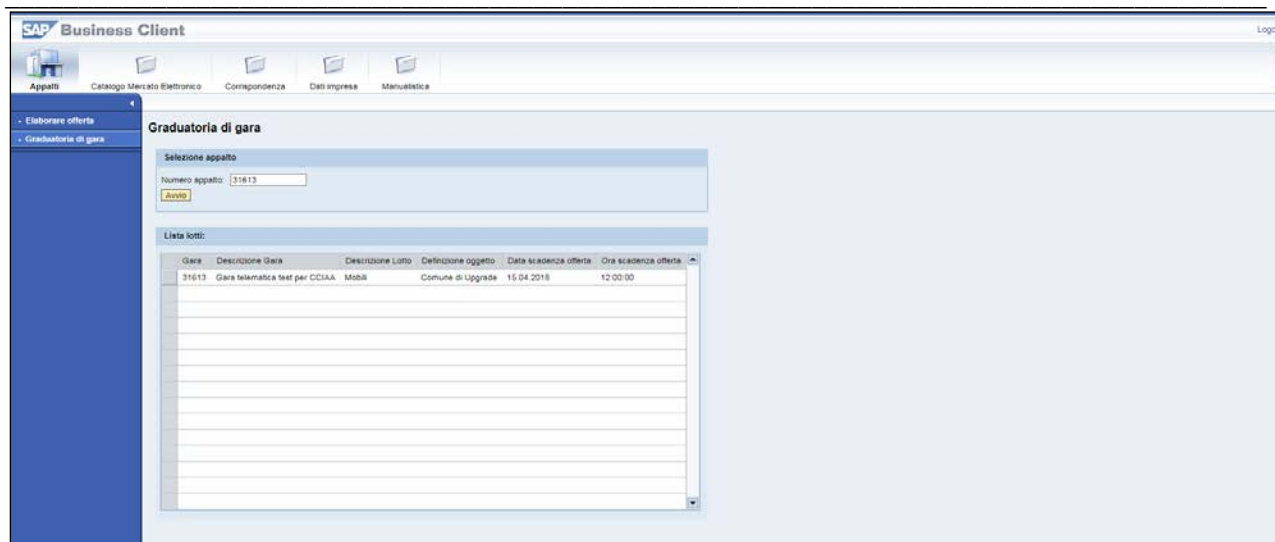 SAP Business Client
Appalti Catalogo Mercato Elettronico Corrispondenza Dati impresa Manualistica
Elaborare offerta
Graduatoria di gara
Graduatoria di gara
Selezione appalto
Numero appalto: 31613
Avvio
Lista lotti:
Gara Descrizione Gara Descrizione Lotto Definizione oggetto Data scadenza offerta Ora scadenza offerta
31613 Gara telematica test per CCIAA Mobili Comune di Upgrade 15.04.2016 12:00:00